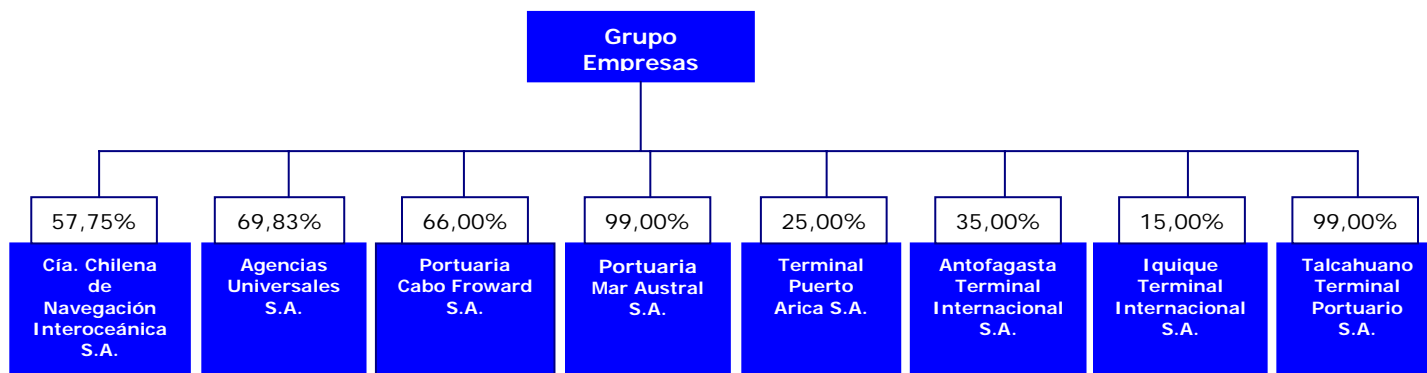 Grupo
Empresas
57,75%
69,83%
66,00%
99,00%
25,00%
35,00%
15,00%
99,00%
Cía. Chilena
de
Navegación
Interoceánica
S.A.
Agencias
Universales
S.A.
Portuaria
Cabo Froward
S.A.
Portuaria
Mar Austral
S.A.
Terminal
Puerto
Arica S.A.
Antofagasta
Terminal
Internacional
S.A.
Iquique
Terminal
Internacional
S.A.
Talcahuano
Terminal
Portuario
S.A.